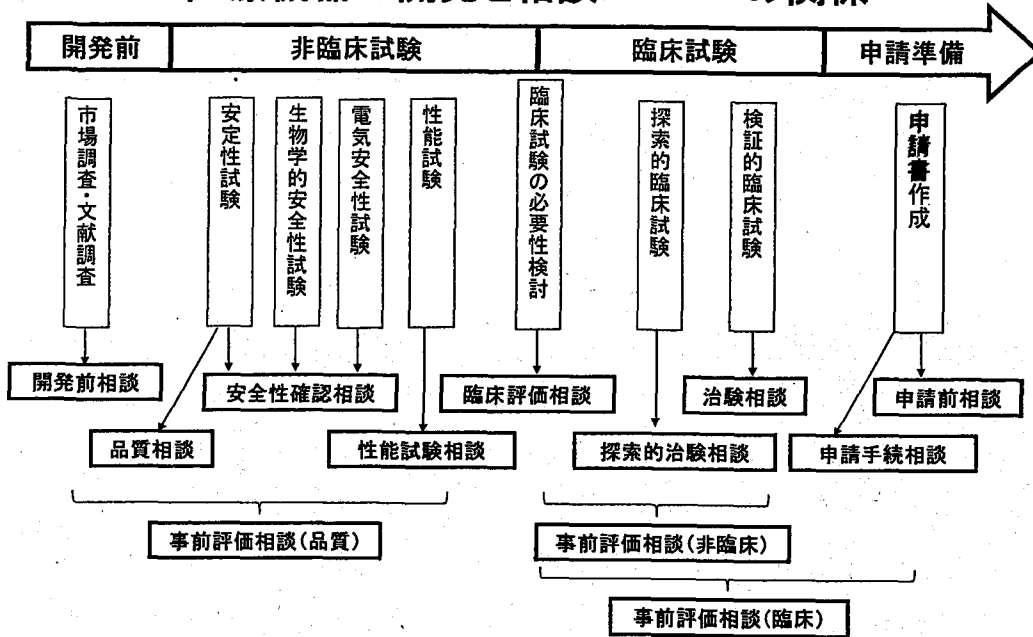 開発前
非臨床試験
臨床試験
申請準備
市場調査・文献調査
安定性試験
生物学的安全性試験
電気安全性試験
性能試験
臨床試験の必要性検討
探索的臨床試験
検証的臨床試験
申請書作成
開発前相談
安全性確認相談
臨床評価相談
治験相談
申請前相談
品質相談
性能試験相談
探索的治験相談
申請手続相談
事前評価相談(品質)
事前評価相談(非臨床)
事前評価相談(臨床)